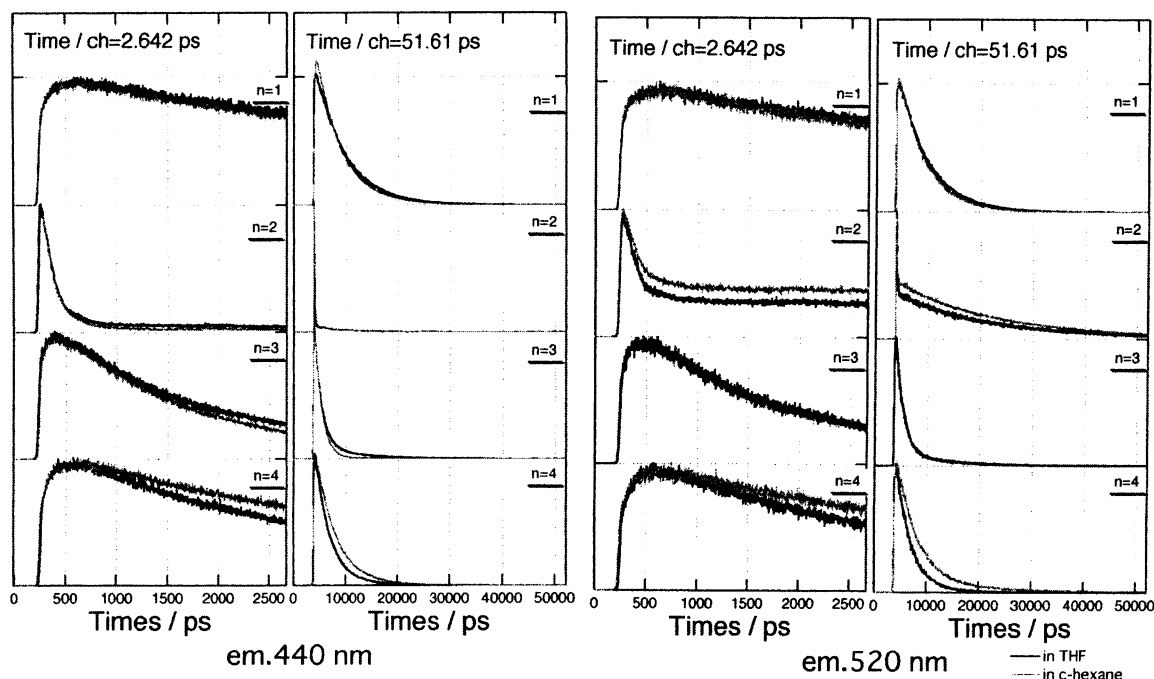 Time / ch=2.642 ps
n=1
n=2
n=3
n=4
0 500 1000 1500 2000 2500
Times / ps
Time / ch=51.61 ps
n=1
n=2
n=3
n=4
0 10000 20000 30000 40000 50000
Times / ps
em.440 nm
Time / ch=2.642 ps
n=1
n=2
n=3
n=4
0 500 1000 1500 2000 2500
Times / ps
Time / ch=51.61 ps
n=1
n=2
n=3
n=4
0 10000 20000 30000 40000 50000
Times / ps
em.520 nm
in THF
in c-hexane